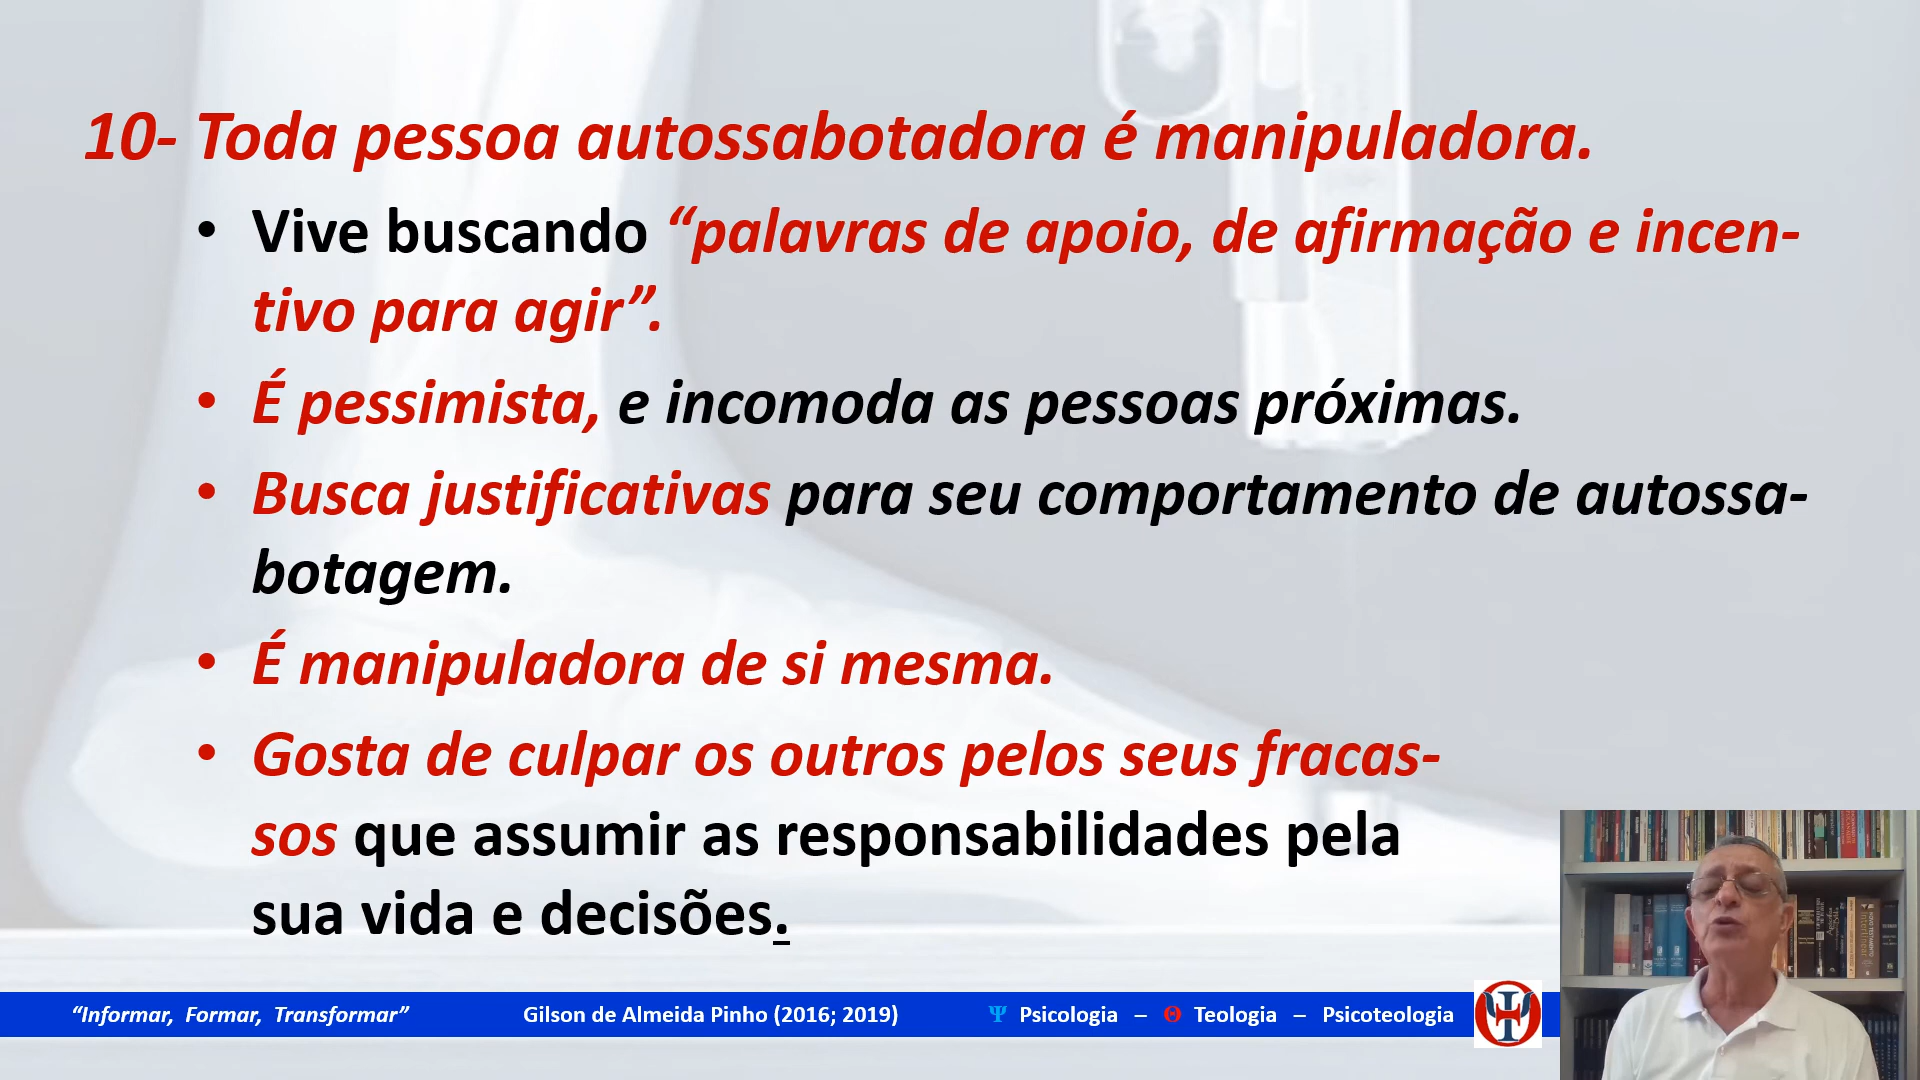 10- Toda pessoa autossabotadora é manipuladora.
• Vive buscando “palavras de apoio, de afirmação e incen-
tivo para agir”.
• É pessimista, e incomoda as pessoas próximas.
• Busca justificativas para seu comportamento de autossa-
botagem.
• É manipuladora de si mesma.
• Gosta de culpar os outros pelos seus fracas-
sos que assumir as responsabilidades pela
sua vida e decisões.
“Informar, Formar, Transformar” Gilson de Almeida Pinho (2016; 2019) Ψ Psicologia – Θ Teologia – Psicoteologia